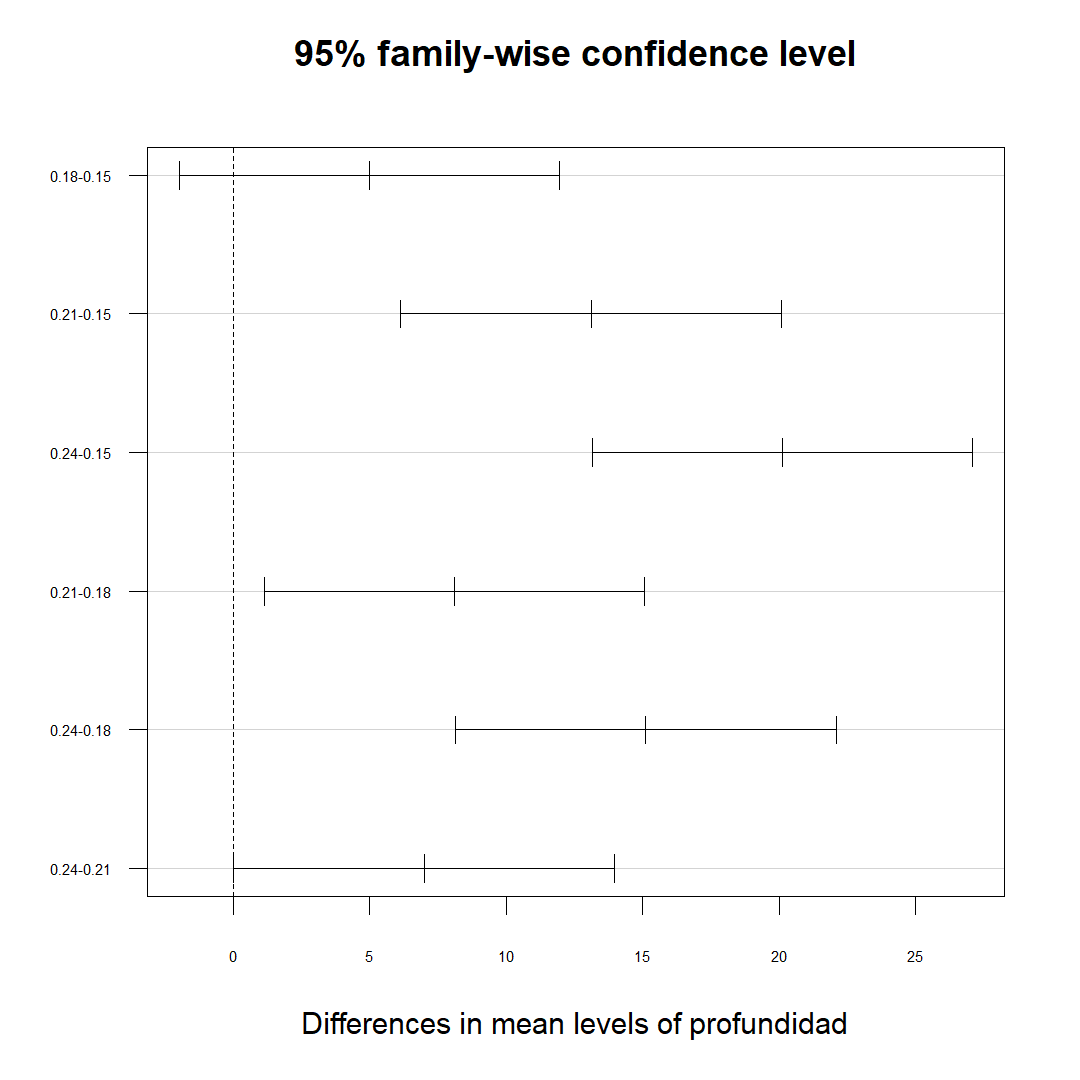 95% family-wise confidence level
0.18-0.15
0.21-0.15
0.24-0.15
0.21-0.18
0.24-0.18
0.24-0.21
0 5 10 15 20 25
Differences in mean levels of profundidad